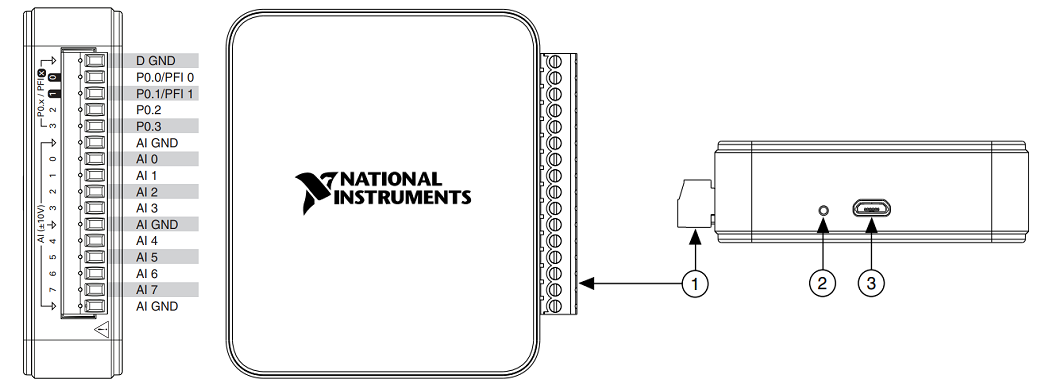 D GND
P0.0/PFI 0
P0.1/PFI 1
P0.2
P0.3
AI GND
AI 0
AI 1
AI 2
AI 3
AI GND
AI 4
AI 5
AI 6
AI 7
AI GND
P0.x / PFI X
0
1
2
3
AI (±10V)
0
1
2
3
4
5
6
7
NATIONAL
INSTRUMENTS
1
2
3